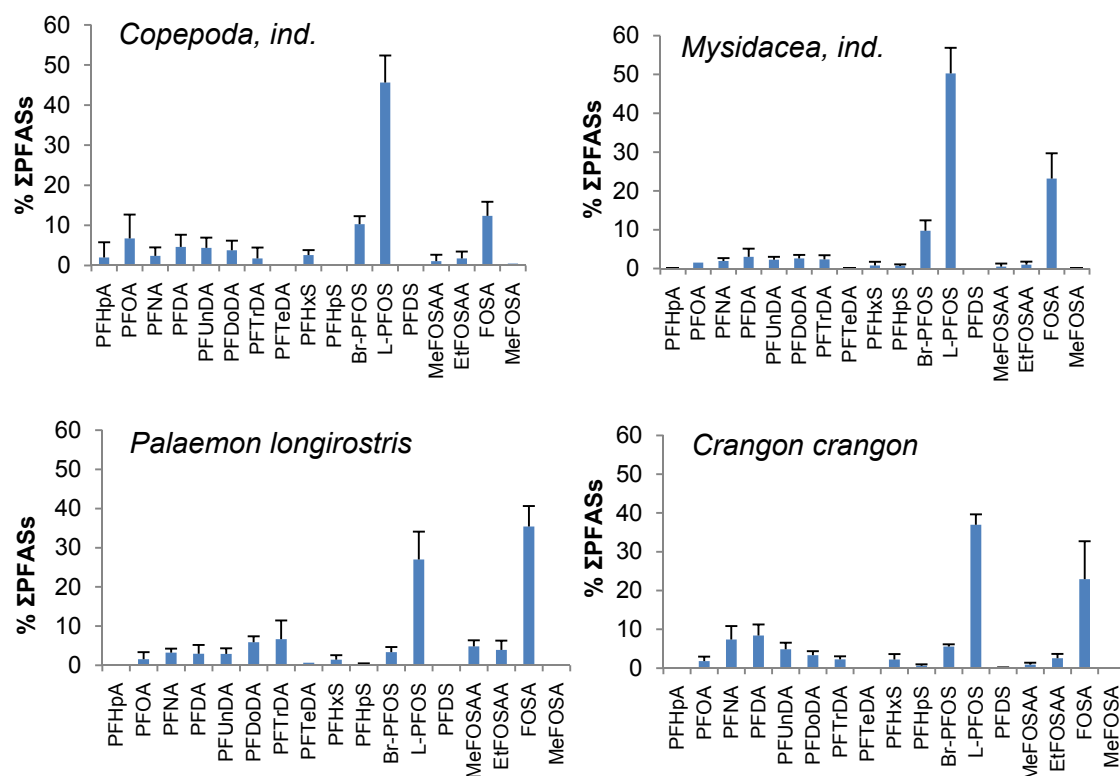 Copepoda, ind.
% ΣPFASs
60
50
40
30
20
10
0
PFHpA
PFOA
PFNA
PFDA
PFUnDA
PFDoDA
PFTrDA
PFTeDA
PFHxS
PFHpS
Br-PFOS
L-PFOS
PFDS
MeFOSAA
EtFOSAA
FOSA
MeFOSA
Mysidacea, ind.
% ΣPFASs
60
50
40
30
20
10
0
PFHpA
PFOA
PFNA
PFDA
PFUnDA
PFDoDA
PFTrDA
PFTeDA
PFHxS
PFHpS
Br-PFOS
L-PFOS
PFDS
MeFOSAA
EtFOSAA
FOSA
MeFOSA
Palaemon longirostris
% ΣPFASs
60
50
40
30
20
10
0
PFHpA
PFOA
PFNA
PFDA
PFUnDA
PFDoDA
PFTrDA
PFTeDA
PFHxS
PFHpS
Br-PFOS
L-PFOS
PFDS
MeFOSAA
EtFOSAA
FOSA
MeFOSA
Crangon crangon
% ΣPFASs
60
50
40
30
20
10
0
PFHpA
PFOA
PFNA
PFDA
PFUnDA
PFDoDA
PFTrDA
PFTeDA
PFHxS
PFHpS
Br-PFOS
L-PFOS
PFDS
MeFOSAA
EtFOSAA
FOSA
MeFOSA